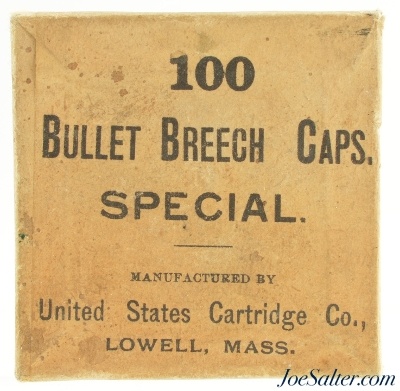 100
BULLET BREECH CAPS.
SPECIAL.
MANUFACTURED BY
United States Cartridge Co.,
LOWELL, MASS.
JoeSalter.com